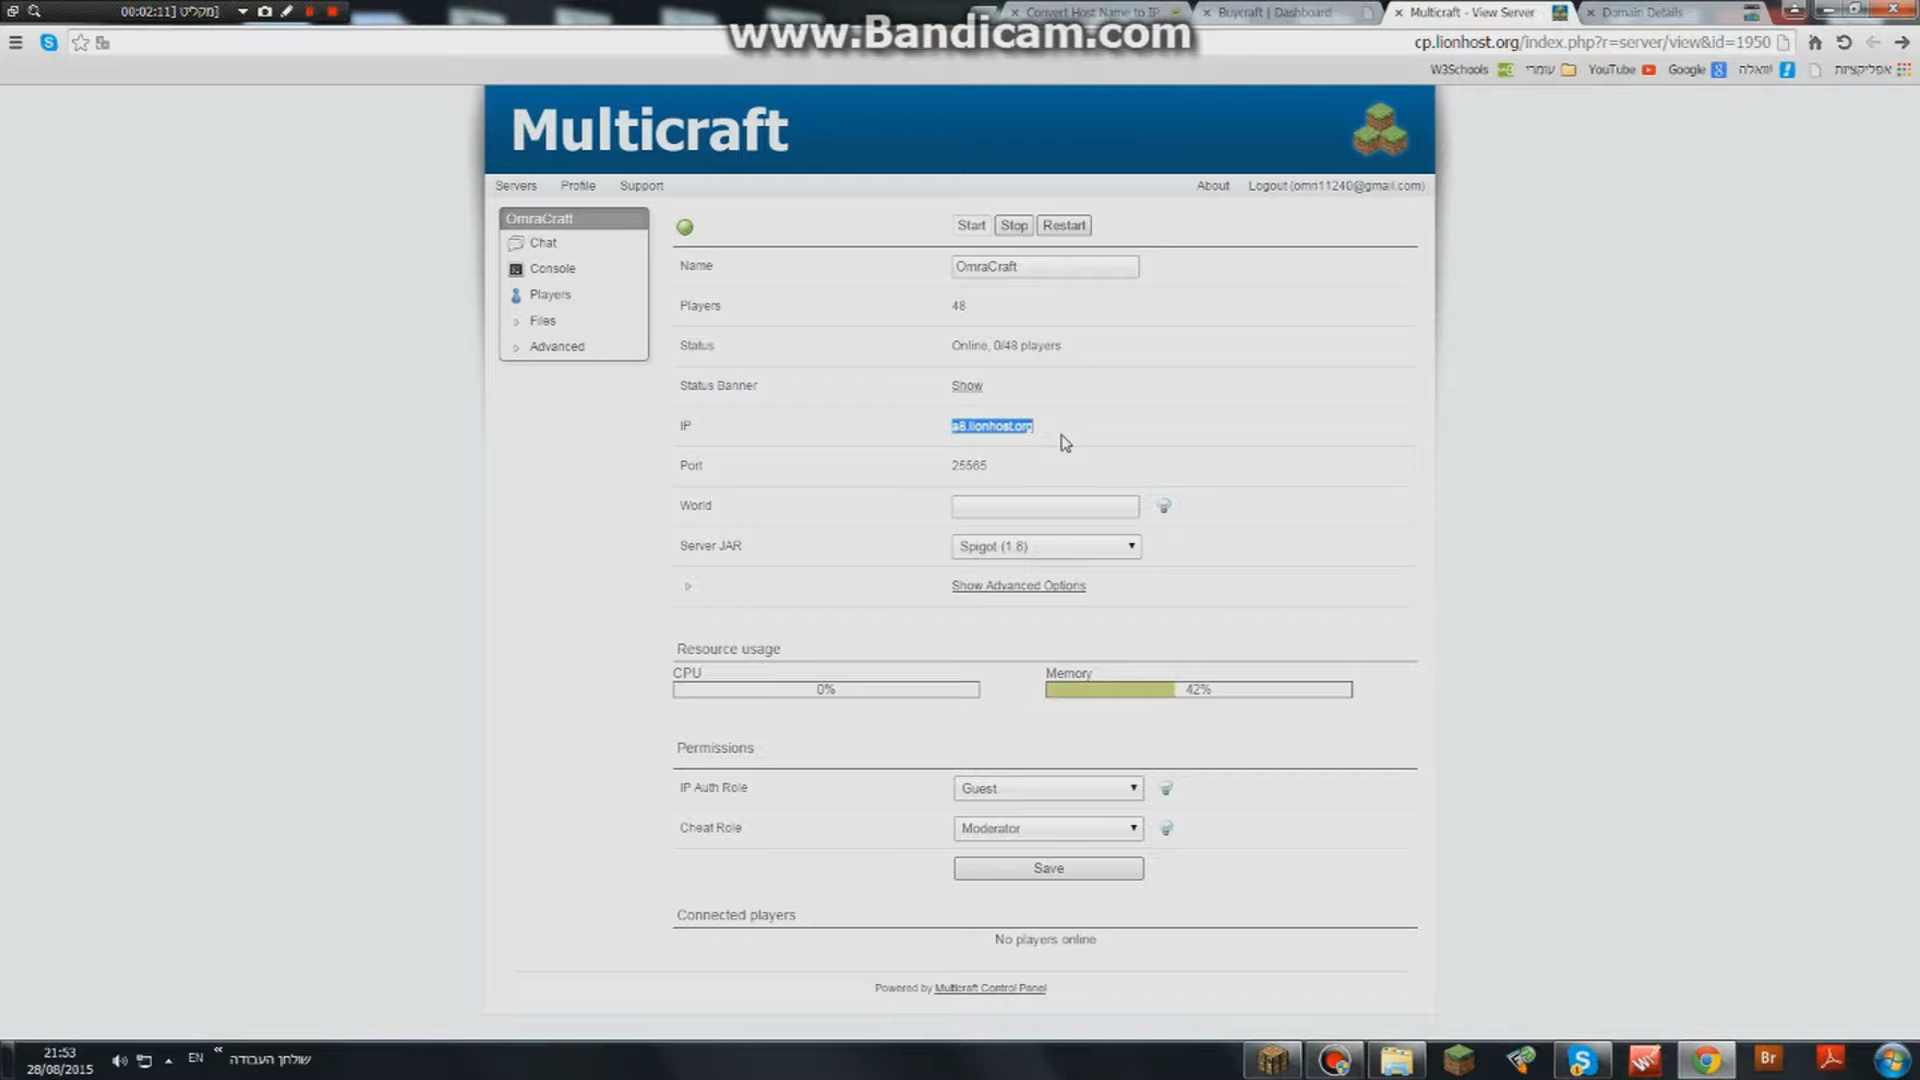 00:02:11 [מקליט]
www.Bandicam.com
Convert Host Name to IP
Buycraft | Dashboard
Multicraft - View Server
Domain Details
cp.lionhost.org/index.php?r=server/view&id=1950
W3Schools
עומרי
YouTube
Google
וואלה!
אפליקציות
Multicraft
Servers
Profile
Support
About
Logout (omri11240@gmail.com)
OmraCraft
Chat
Console
Players
Files
Advanced
Start
Stop
Restart
Name
OmraCraft
Players
48
Status
Online, 0/48 players
Status Banner
Show
IP
a8.lionhost.org
Port
25565
World
Server JAR
Spigot (1.8)
Show Advanced Options
Resource usage
CPU
0%
Memory
42%
Permissions
IP Auth Role
Guest
Cheat Role
Moderator
Save
Connected players
No players online
Powered by Multicraft Control Panel
21:53
28/08/2015
EN
שולחן העבודה
Br